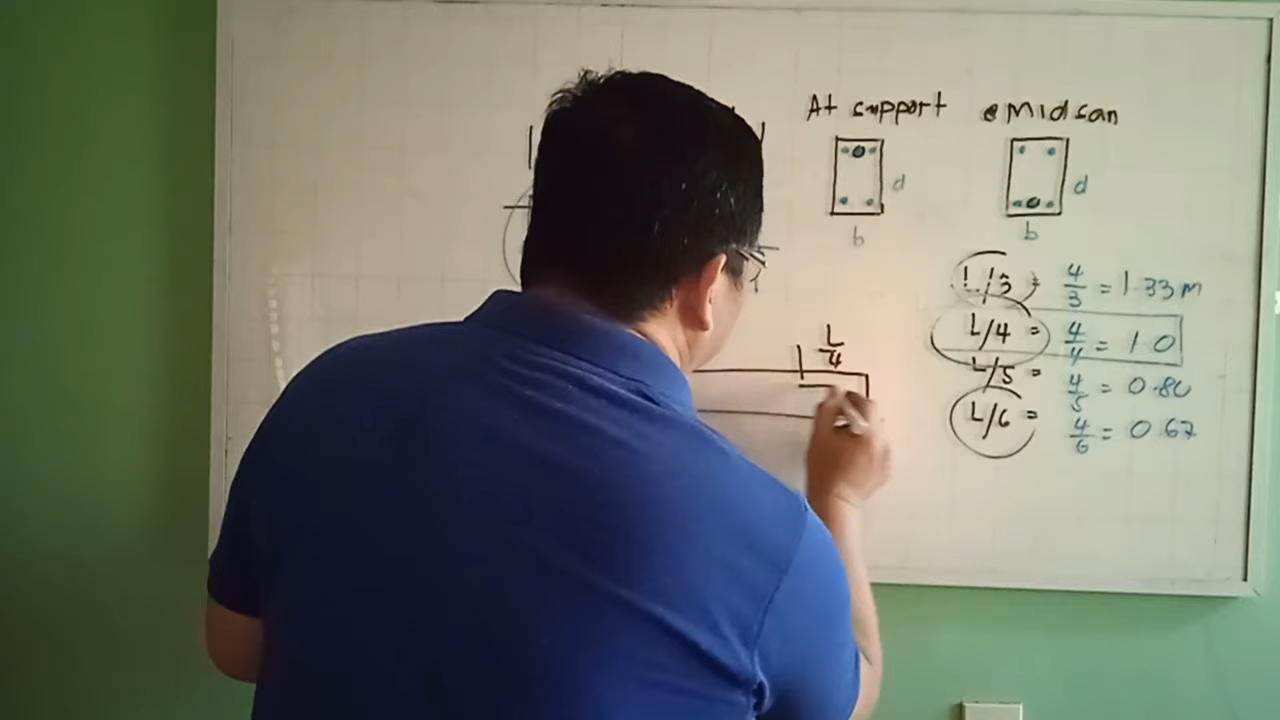 At support
@ Midsan
d
d
b
b
L/3 = 4/3 = 1.33m
L/4 = 4/4 = 1.0
L/5 = 4/5 = 0.80
L/6 = 4/6 = 0.67
L/4